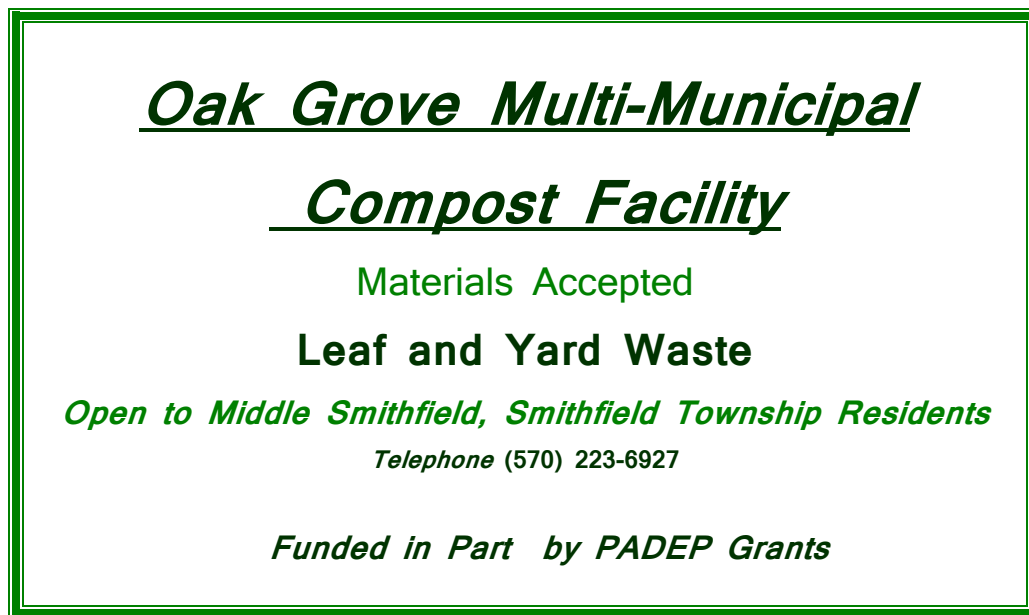 Oak Grove Multi-Municipal
Compost Facility
Materials Accepted
Leaf and Yard Waste
Open to Middle Smithfield, Smithfield Township Residents
Telephone (570) 223-6927
Funded in Part by PADEP Grants